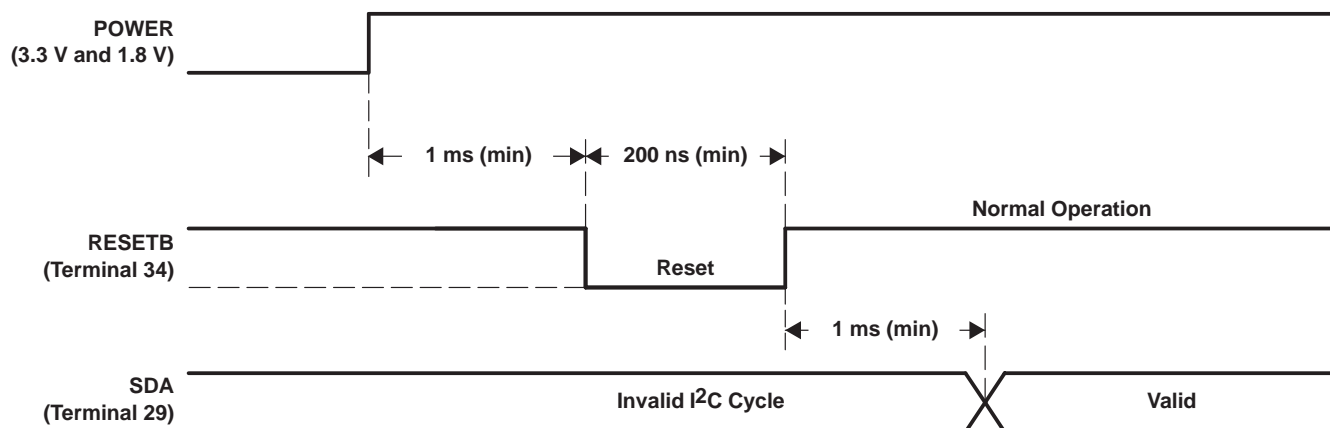 POWER
(3.3 V and 1.8 V)
1 ms (min)
200 ns (min)
Normal Operation
RESETB
(Terminal 34)
Reset
1 ms (min)
SDA
(Terminal 29)
Invalid I²C Cycle
Valid